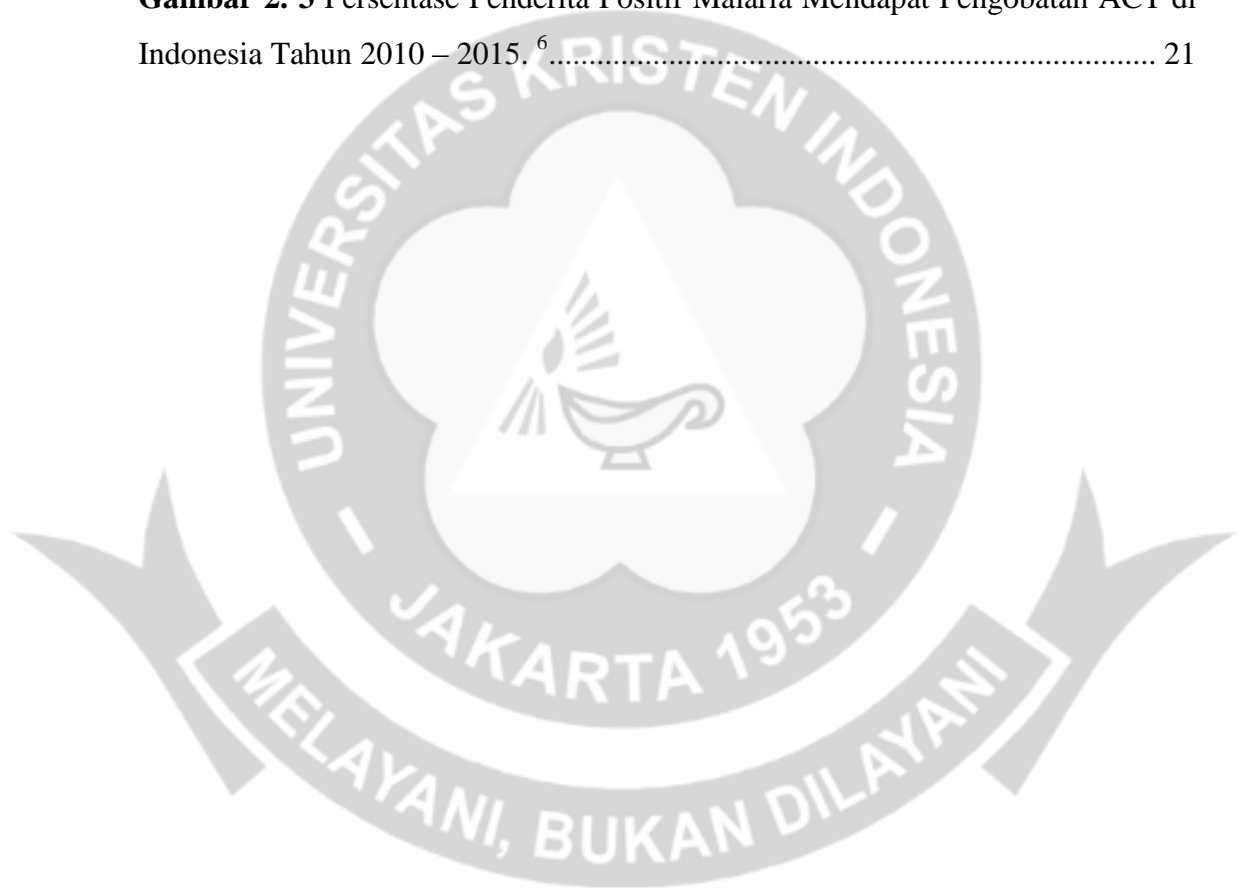 Gambar 2. 5 Persentase Penderita Positif Malaria Mendapat Pengobatan ACT di
Indonesia Tahun 2010 – 2015. ⁶........................................................................ 21
UNIVERSITAS KRISTEN INDONESIA
- JAKARTA 1953 -
MELAYANI, BUKAN DILAYANI